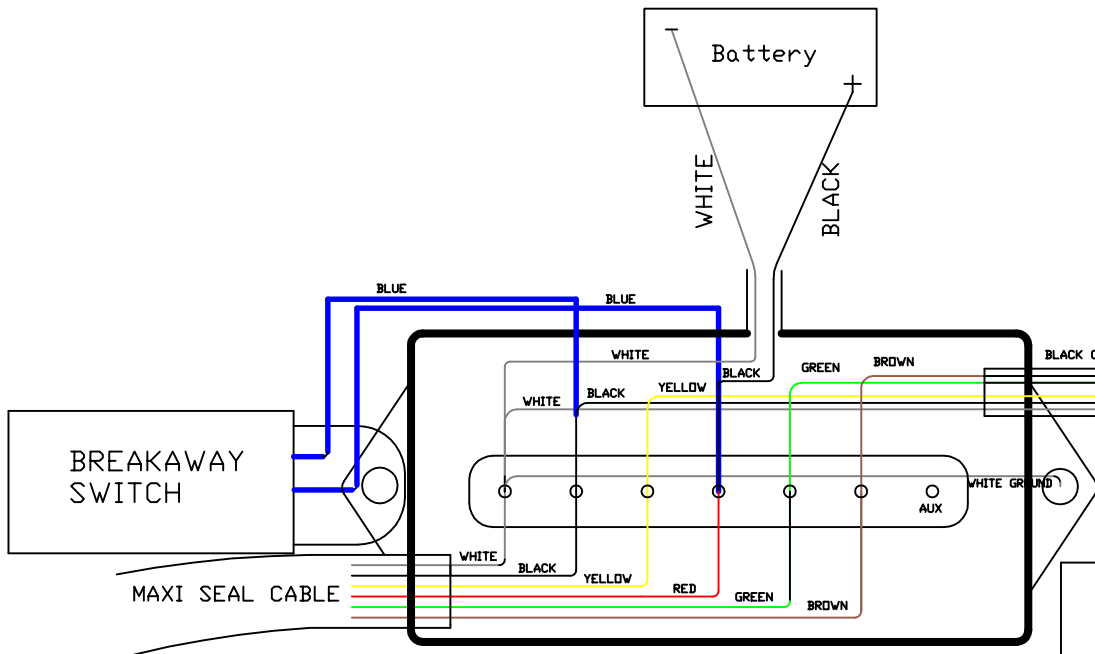 −
Battery
+
WHITE
BLACK
BLUE
BLUE
WHITE
BLACK
GREEN
BROWN
BLACK
WHITE
BLACK
YELLOW
BREAKAWAY
SWITCH
WHITE GROUND
AUX
WHITE
BLACK
YELLOW
RED
GREEN
BROWN
MAXI SEAL CABLE